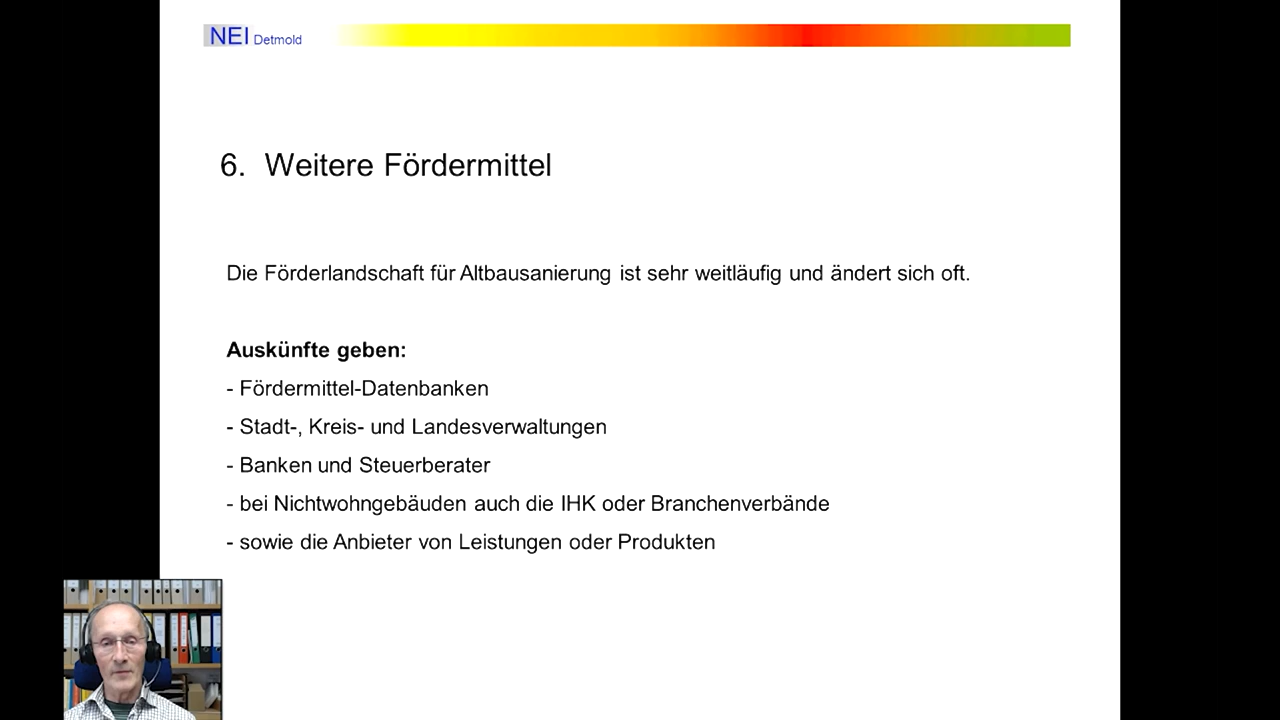 NEI Detmold
6. Weitere Fördermittel
Die Förderlandschaft für Altbausanierung ist sehr weitläufig und ändert sich oft.
Auskünfte geben:
- Fördermittel-Datenbanken
- Stadt-, Kreis- und Landesverwaltungen
- Banken und Steuerberater
- bei Nichtwohngebäuden auch die IHK oder Branchenverbände
- sowie die Anbieter von Leistungen oder Produkten